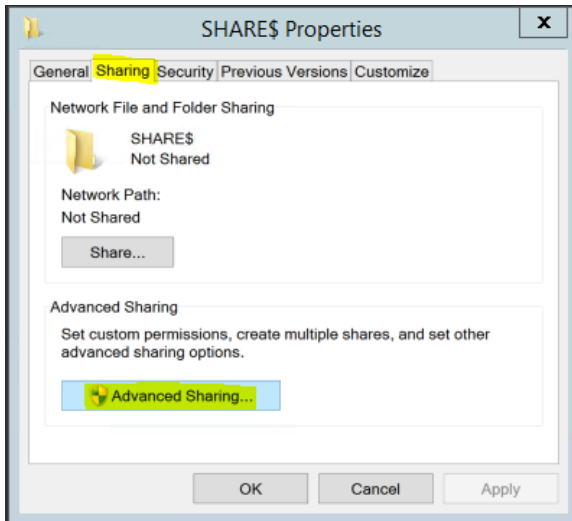 SHARE$ Properties
X
General Sharing Security Previous Versions Customize
Network File and Folder Sharing
SHARE$
Not Shared
Network Path:
Not Shared
Share...
Advanced Sharing
Set custom permissions, create multiple shares, and set other
advanced sharing options.
Advanced Sharing...
OK Cancel Apply